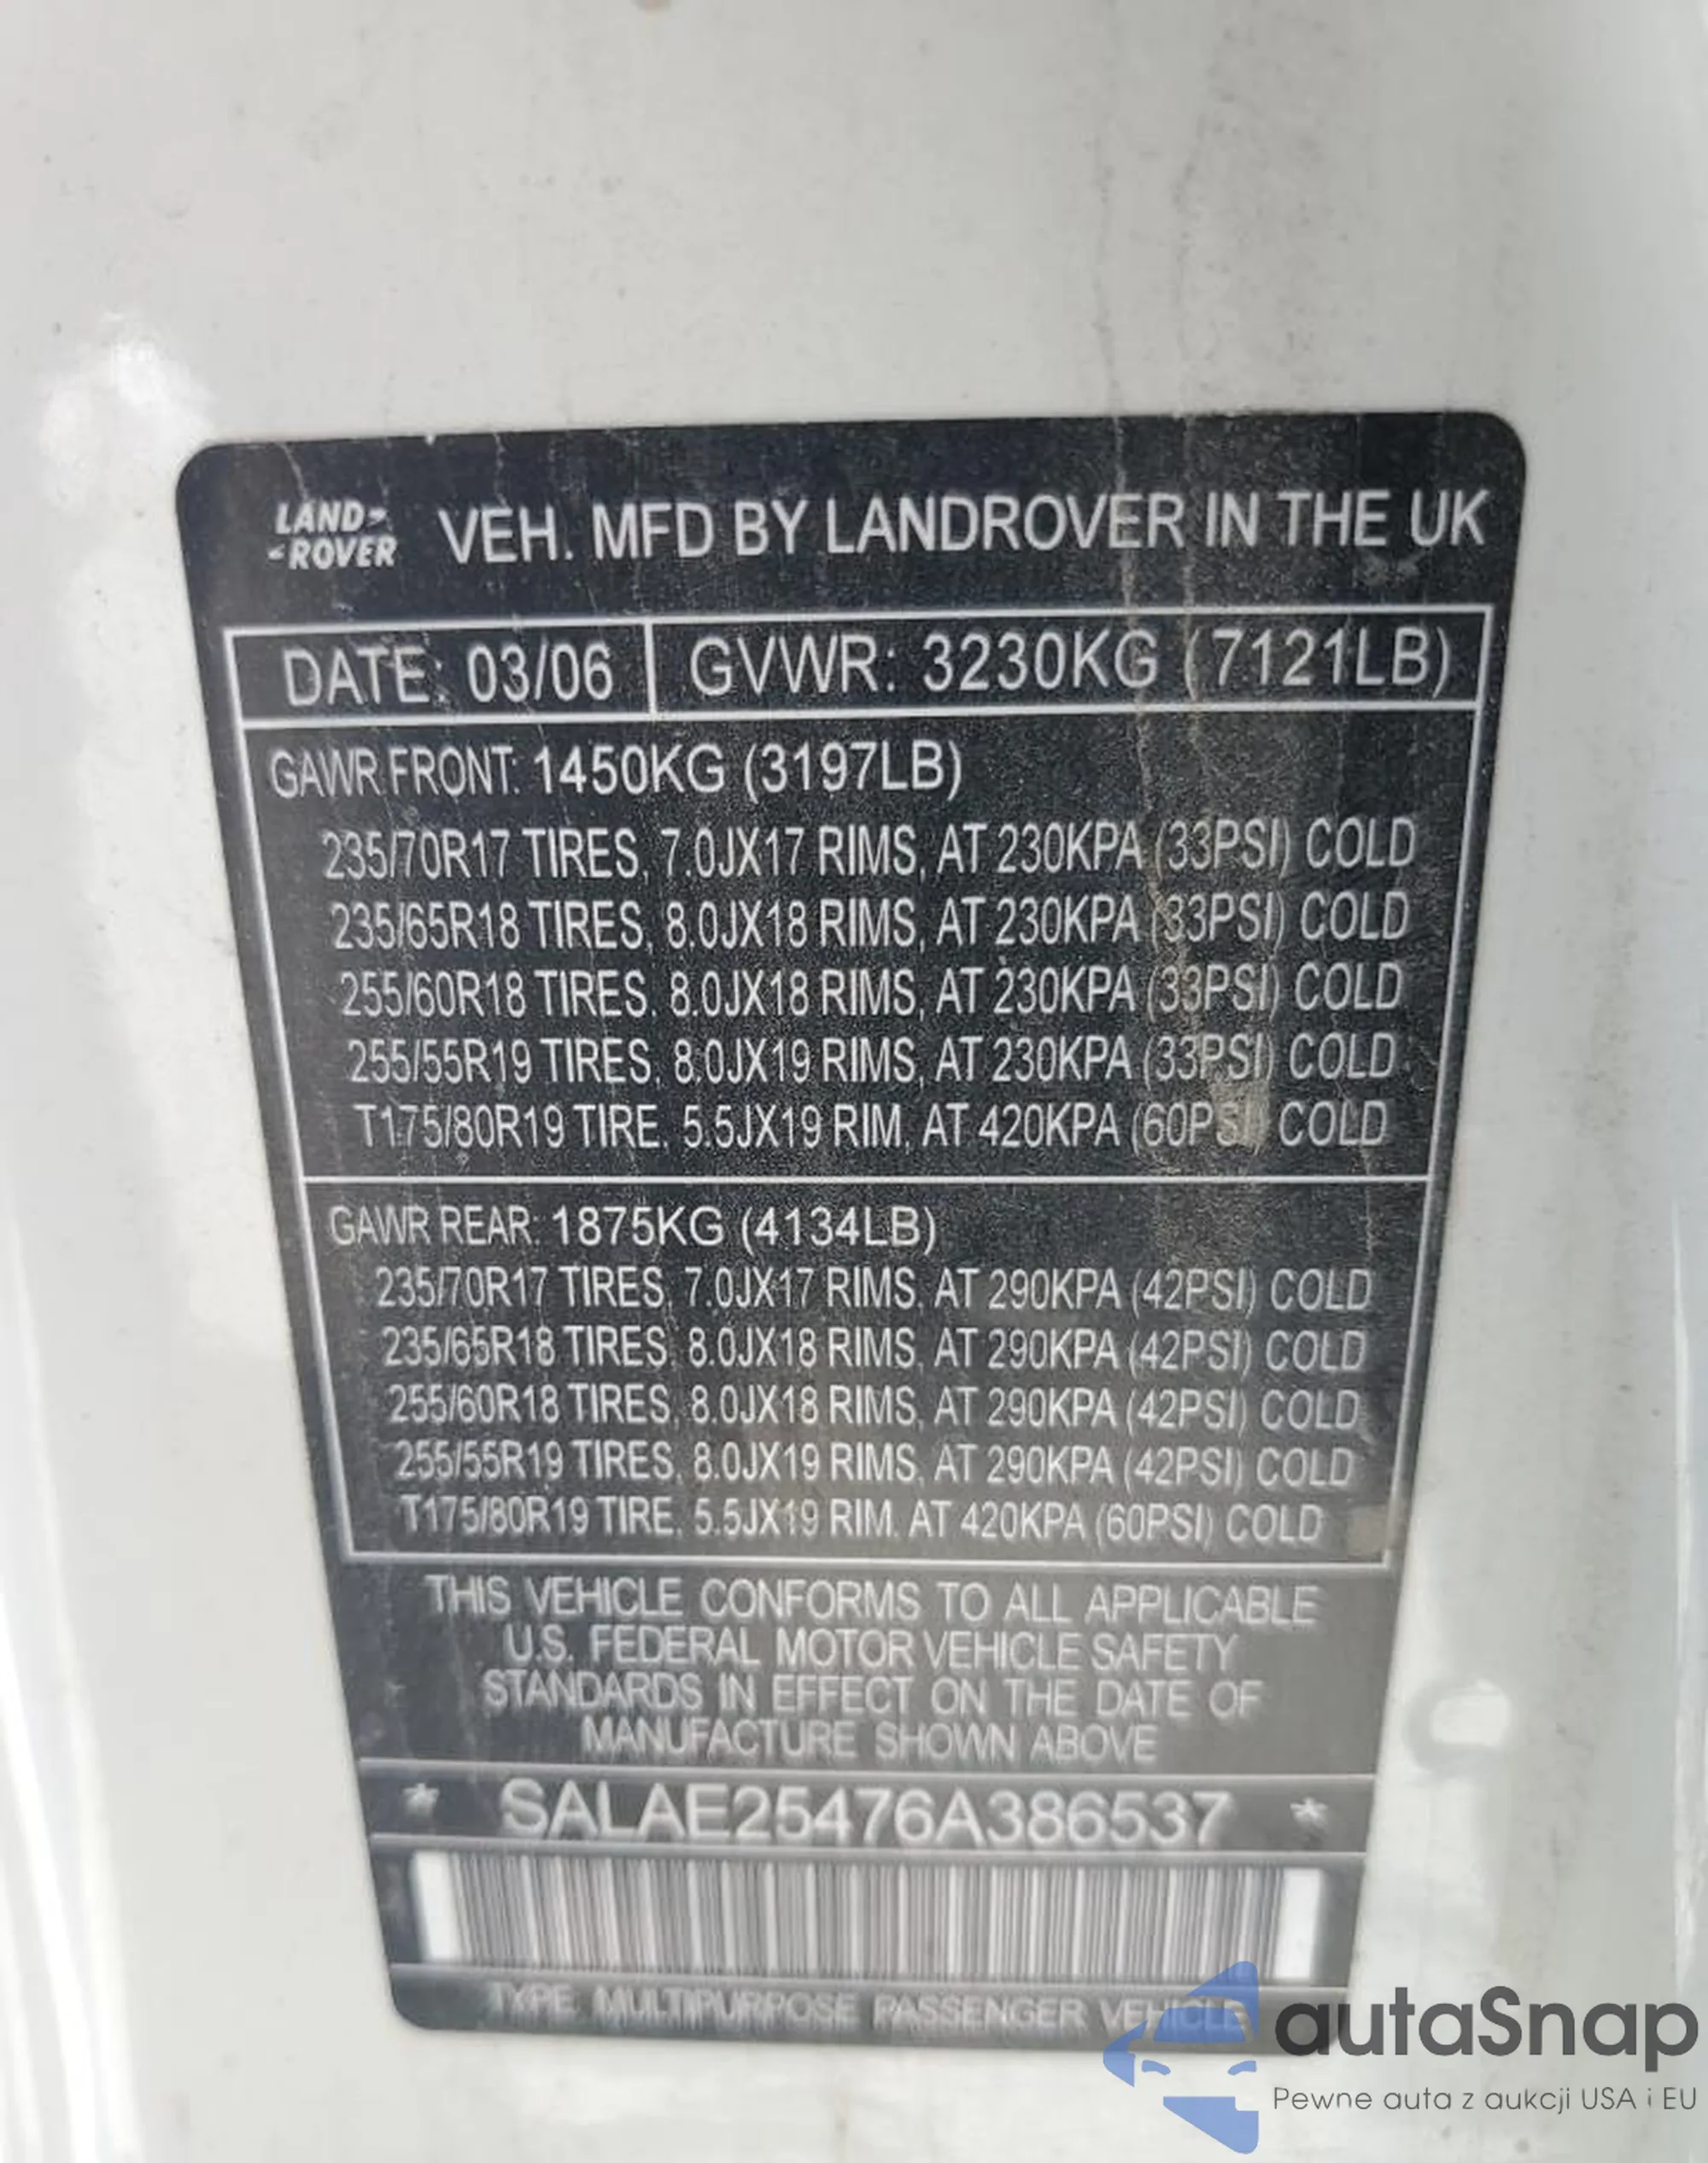 LAND-
-ROVER
VEH. MFD BY LANDROVER IN THE UK
DATE: 03/06 GVWR: 3230KG (7121LB)
GAWR FRONT: 1450KG (3197LB)
235/70R17 TIRES, 7.0JX17 RIMS, AT 230KPA (33PSI) COLD
235/65R18 TIRES, 8.0JX18 RIMS, AT 230KPA (33PSI) COLD
255/60R18 TIRES, 8.0JX18 RIMS, AT 230KPA (33PSI) COLD
255/55R19 TIRES, 8.0JX19 RIMS, AT 230KPA (33PSI) COLD
T175/80R19 TIRE, 5.5JX19 RIM, AT 420KPA (60PSI) COLD
GAWR REAR: 1875KG (4134LB)
235/70R17 TIRES, 7.0JX17 RIMS, AT 290KPA (42PSI) COLD
235/65R18 TIRES, 8.0JX18 RIMS, AT 290KPA (42PSI) COLD
255/60R18 TIRES, 8.0JX18 RIMS, AT 290KPA (42PSI) COLD
255/55R19 TIRES, 8.0JX19 RIMS, AT 290KPA (42PSI) COLD
T175/80R19 TIRE, 5.5JX19 RIM, AT 420KPA (60PSI) COLD
THIS VEHICLE CONFORMS TO ALL APPLICABLE
U.S. FEDERAL MOTOR VEHICLE SAFETY
STANDARDS IN EFFECT ON THE DATE OF
MANUFACTURE SHOWN ABOVE
* SALAE25476A386537 *
TYPE: MULTIPURPOSE PASSENGER VEHICLE
autaSnap
Pewne auta z aukcji USA i EU